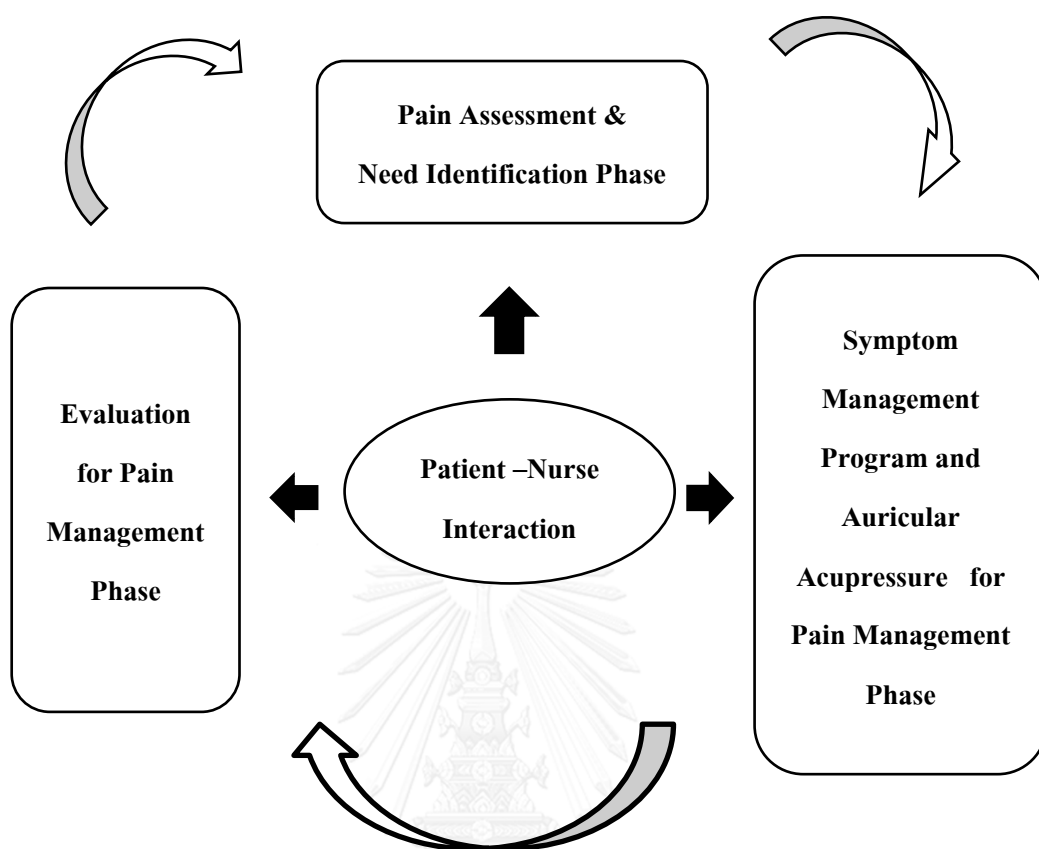 Pain Assessment &
Need Identification Phase
Evaluation
for Pain
Management
Phase
Patient –Nurse
Interaction
Symptom
Management
Program and
Auricular
Acupressure for
Pain Management
Phase